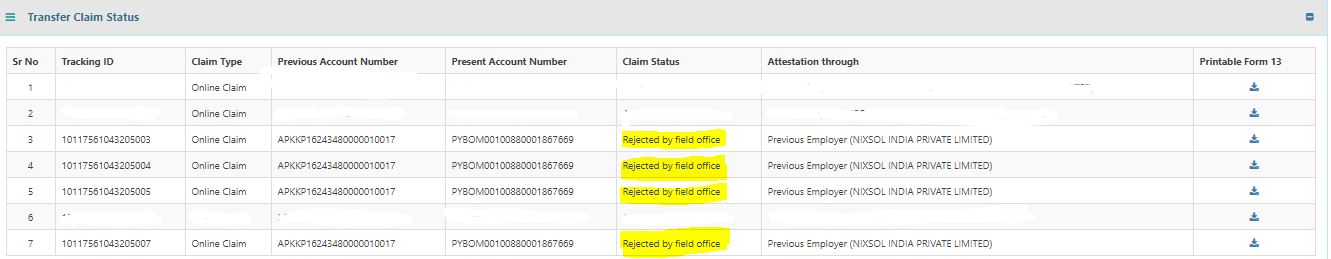 Transfer Claim Status
Sr No Tracking ID Claim Type Previous Account Number Present Account Number Claim Status Attestation through Printable Form 13
1 Online Claim
2 Online Claim
3 10117561043205003 Online Claim APKKP16243480000010017 PYBOM00100880001867669 Rejected by field office Previous Employer (NIXSOL INDIA PRIVATE LIMITED)
4 10117561043205004 Online Claim APKKP16243480000010017 PYBOM00100880001867669 Rejected by field office Previous Employer (NIXSOL INDIA PRIVATE LIMITED)
5 10117561043205005 Online Claim APKKP16243480000010017 PYBOM00100880001867669 Rejected by field office Previous Employer (NIXSOL INDIA PRIVATE LIMITED)
6
7 10117561043205007 Online Claim APKKP16243480000010017 PYBOM00100880001867669 Rejected by field office Previous Employer (NIXSOL INDIA PRIVATE LIMITED)